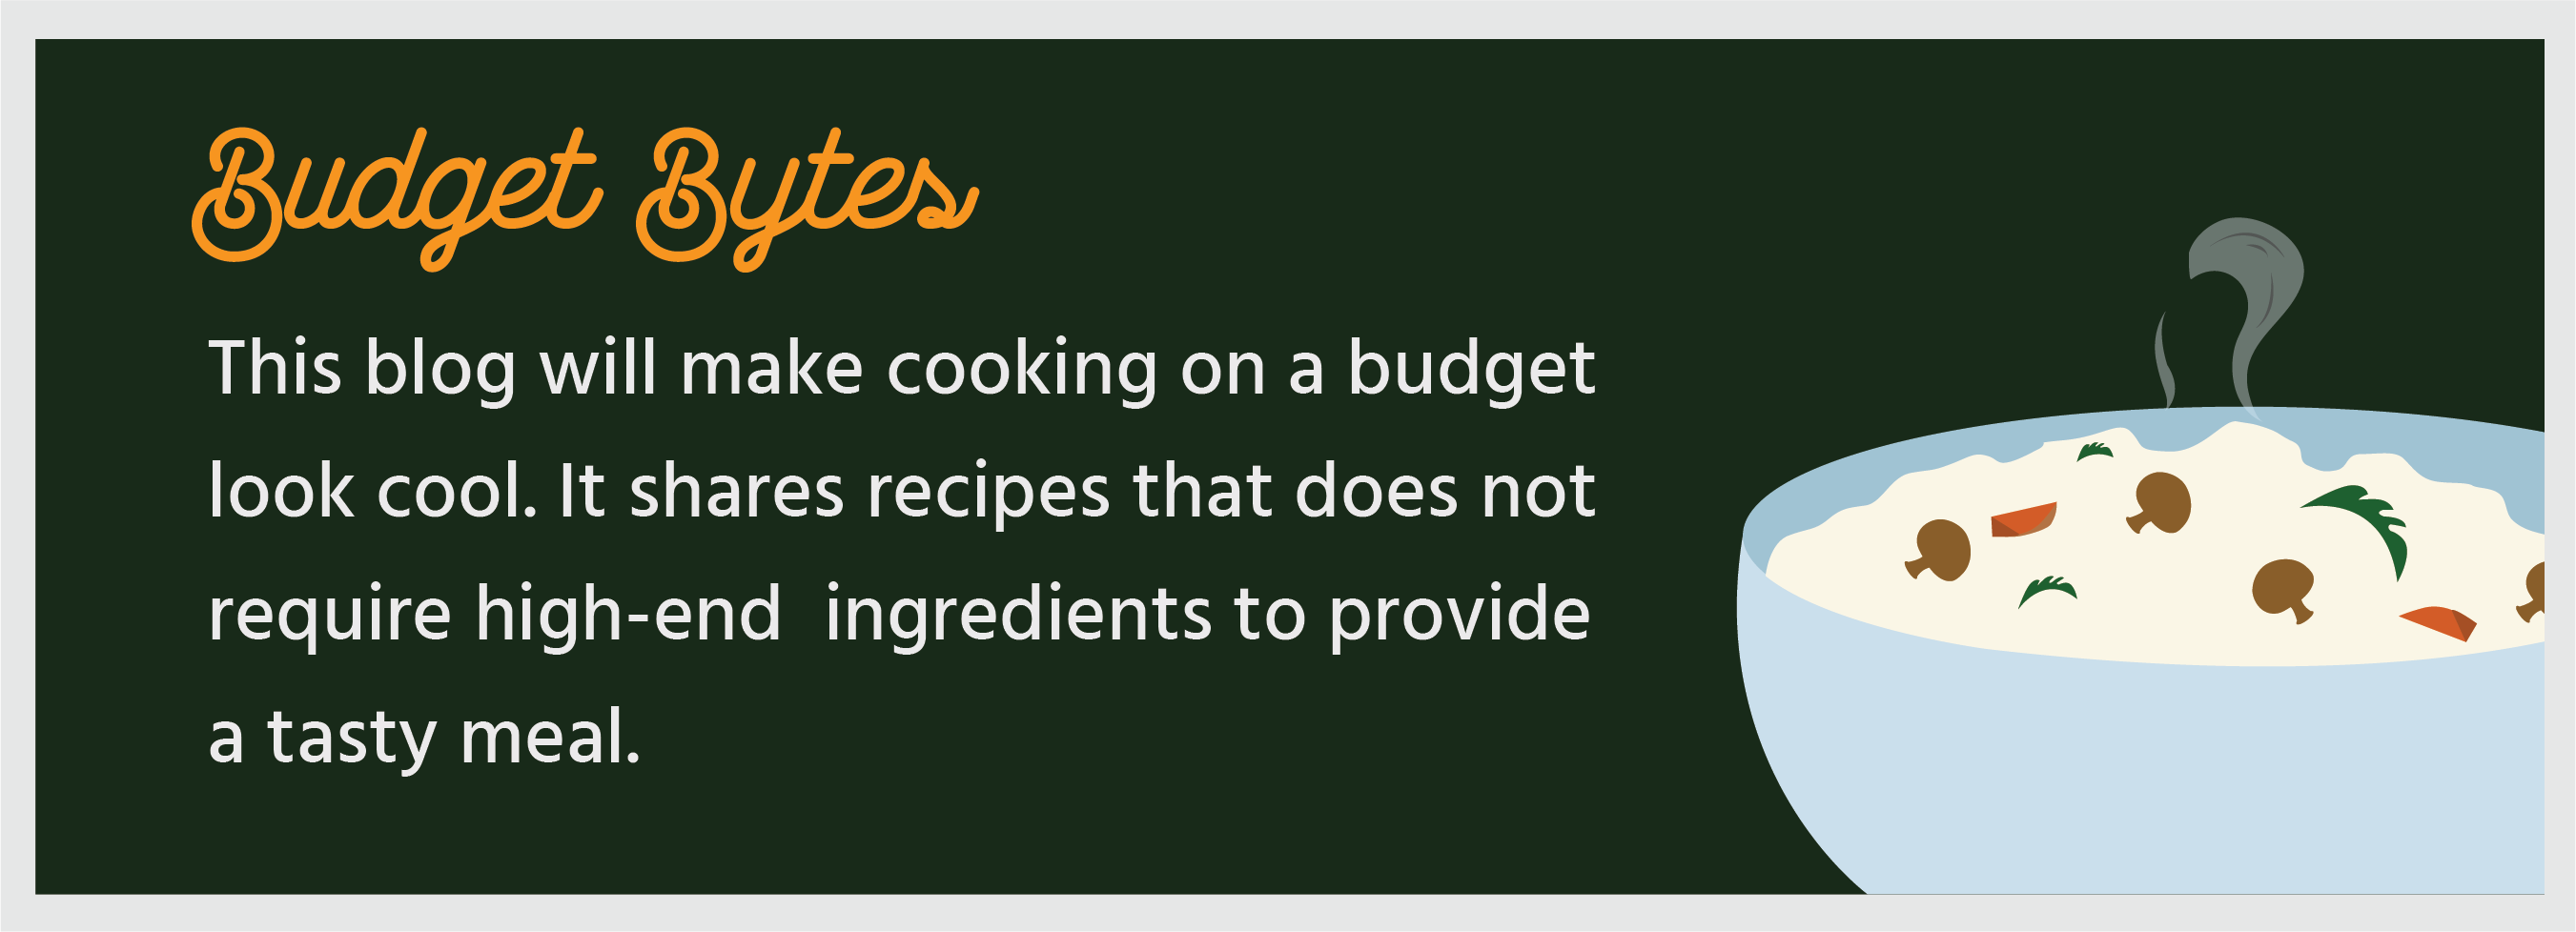 Budget Bytes
This blog will make cooking on a budget
look cool. It shares recipes that does not
require high-end  ingredients to provide
a tasty meal.